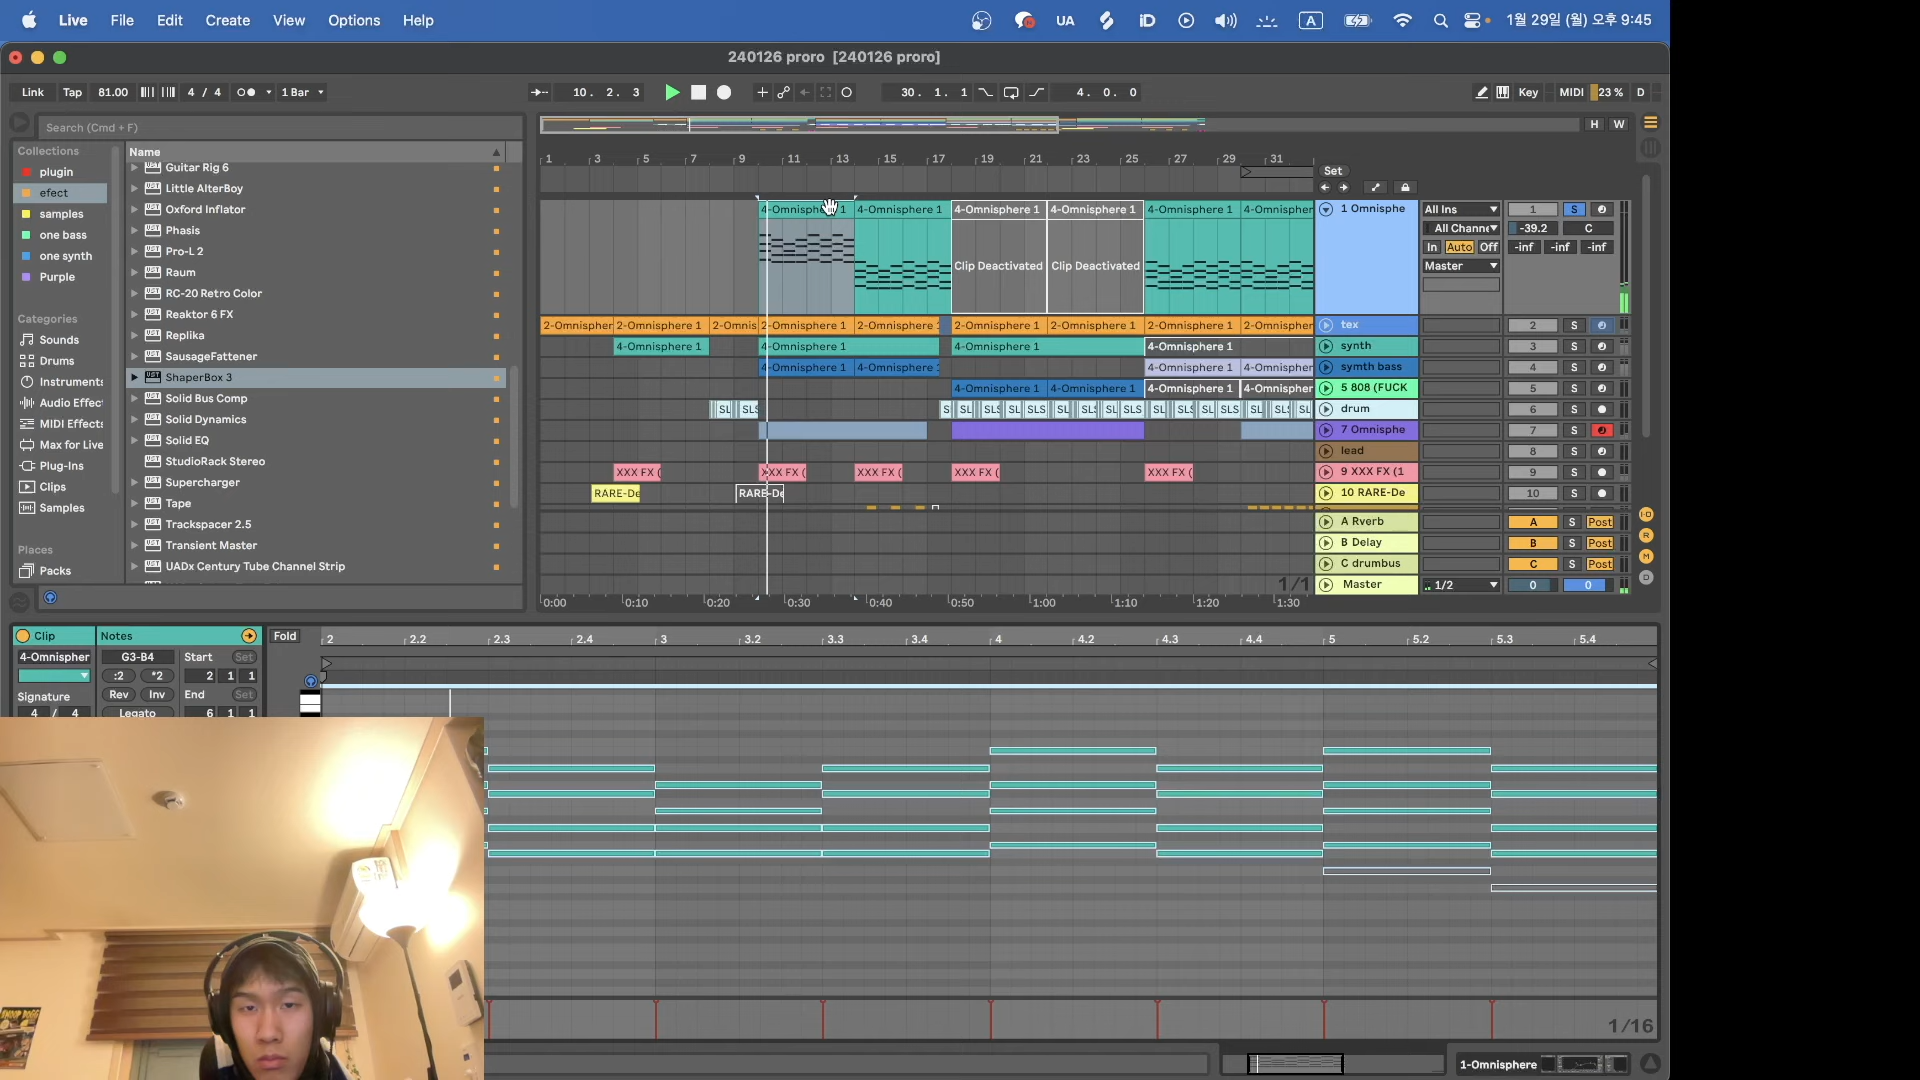 Live File Edit Create View Options Help UA iD A 1월 29일 (월) 오후 9:45
240126 proro [240126 proro]
Link Tap 81.00 4 / 4 1 Bar 10. 2. 3 30. 1. 1 4. 0. 0 Key MIDI 23 % D
Search (Cmd + F)
H W
Collections
plugin
efect
samples
one bass
one synth
Purple
Categories
Sounds
Drums
Instruments
Audio Effec
MIDI Effects
Max for Live
Plug-Ins
Clips
Samples
Places
Packs
Name
Guitar Rig 6
Little AlterBoy
Oxford Inflator
Phasis
Pro-L 2
Raum
RC-20 Retro Color
Reaktor 6 FX
Replika
SausageFattener
ShaperBox 3
Solid Bus Comp
Solid Dynamics
Solid EQ
StudioRack Stereo
Supercharger
Tape
Trackspacer 2.5
Transient Master
UADx Century Tube Channel Strip
1 3 5 7 9 11 13 15 17 19 21 23 25 27 29 31
Set
4-Omnisphere 1 4-Omnisphere 1 4-Omnisphere 1 4-Omnisphere 1 4-Omnisphere 1 4-Omnisphere
Clip Deactivated Clip Deactivated
1 Omnisphe All Ins 1 S
All Channe -39.2 C
In Auto Off -inf -inf -inf
Master
2-Omnispher 2-Omnisphere 1 2-Omnis 2-Omnisphere 1 2-Omnisphere 2-Omnisphere 1 2-Omnisphere 1 2-Omnisphere 1 2-Omnisphere 1 tex 2 S
4-Omnisphere 1 4-Omnisphere 1 4-Omnisphere 1 4-Omnisphere 1 synth 3 S
4-Omnisphere 1 4-Omnisphere 1 4-Omnisphere 1 4-Omnispher symth bass 4 S
4-Omnisphere 1 4-Omnisphere 1 4-Omnisphere 1 4-Omnispher 5 808 (FUCK 5 S
SL SLS S SL SLS SLS SLS SLS SLS SLS SLS SLS SLS SLS SL drum 6 S
7 Omnisphe 7 S
lead 8 S
XXX FX ( XXX FX ( XXX FX ( XXX FX ( XXX FX ( 9 XXX FX (1 9 S
RARE-De RARE-De 10 RARE-De 10 S
A Rverb A S Post
B Delay B S Post
C drumbus C S Post
1/1 Master 1/2 0 0
0:00 0:10 0:20 0:30 0:40 0:50 1:00 1:10 1:20 1:30
Clip Notes Fold 2 2.2 2.3 2.4 3 3.2 3.3 3.4 4 4.2 4.3 4.4 5 5.2 5.3 5.4
4-Omnispher G3-B4 Start Set
:2 *2 2 1 1
Signature Rev Inv End Set
4 / 4 Legato 6 1 1
1/16
1-Omnisphere